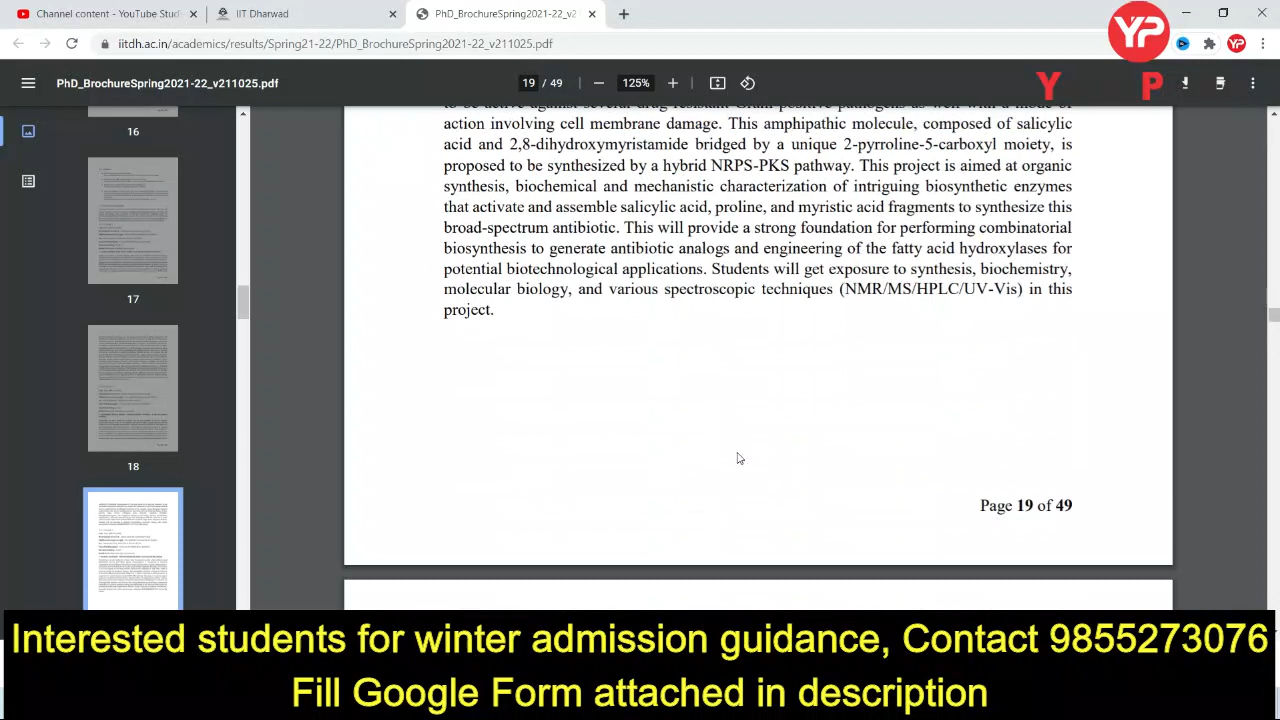 Channel content - YouTube Stud
IIT Dharwad
PhD_BrochureSpring2021-22_v2
YP
iitdh.ac.in/academics/results/Spring21-22/PhD_BrochureSpring2021-22_v211025.pdf
YP
PhD_BrochureSpring2021-22_v211025.pdf
19 / 49
125%
Y P
16
17
18
action involving cell membrane damage. This amphipathic molecule, composed of salicylic
acid and 2,8-dihydroxymyristamide bridged by a unique 2-pyrroline-5-carboxyl moiety, is
proposed to be synthesized by a hybrid NRPS-PKS pathway. This project is aimed at organic
synthesis, biochemical and mechanistic characterization of intriguing biosynthetic enzymes
that activate and assemble salicylic acid, proline, and myristic acid fragments to synthesize this
broad-spectrum antibiotic. This will provide a strong foundation for performing combinatorial
biosynthesis to generate antibiotic analogs and engineering of the fatty acid hydroxylases for
potential biotechnological applications. Students will get exposure to synthesis, biochemistry,
molecular biology, and various spectroscopic techniques (NMR/MS/HPLC/UV-Vis) in this
project.
Page 19 of 49
Interested students for winter admission guidance, Contact 9855273076
Fill Google Form attached in description